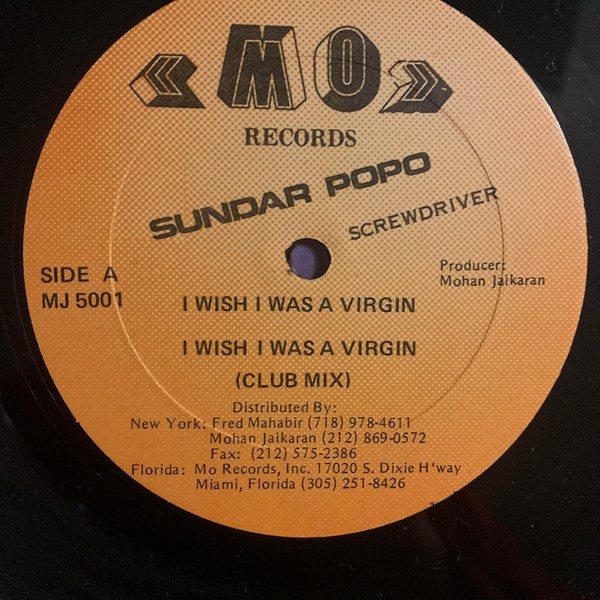 MO
RECORDS
SUNDAR POPO
SCREWDRIVER
SIDE A
MJ 5001
Producer:
Mohan Jaikaran
I WISH I WAS A VIRGIN
I WISH I WAS A VIRGIN
(CLUB MIX)
Distributed By:
New York: Fred Mahabir (718) 978-4611
Mohan Jaikaran (212) 869-0572
Fax: (212) 575-2386
Florida: Mo Records, Inc. 17020 S. Dixie H'way
Miami, Florida (305) 251-8426